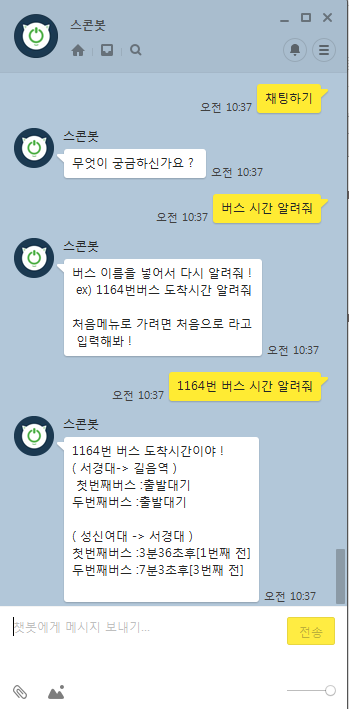 스콘봇
채팅하기
오전 10:37
스콘봇
무엇이 궁금하신가요 ?
오전 10:37
버스 시간 알려줘
오전 10:37
스콘봇
버스 이름을 넣어서 다시 알려줘 !
ex) 1164번버스 도착시간 알려줘
처음메뉴로 가려면 처음으로 라고
입력해봐 !
오전 10:37
1164번 버스 시간 알려줘
오전 10:37
스콘봇
1164번 버스 도착시간이야 !
( 서경대-> 길음역 )
첫번째버스 :출발대기
두번째버스 :출발대기
( 성신여대 -> 서경대 )
첫번째버스 :3분36초후[1번째 전]
두번째버스 :7분3초후[3번째 전]
오전 10:37
챗봇에게 메시지 보내기...
전송